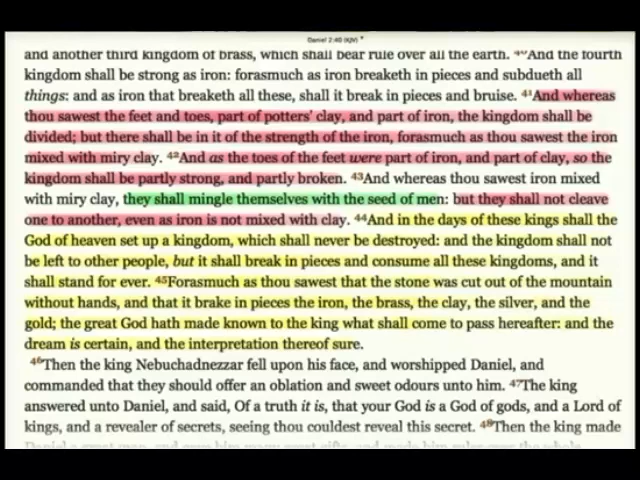 Daniel 2:40 (KJV)
and another third kingdom of brass, which shall bear rule over all the earth. 40And the fourth
kingdom shall be strong as iron: forasmuch as iron breaketh in pieces and subdueth all
things: and as iron that breaketh all these, shall it break in pieces and bruise. 41And whereas
thou sawest the feet and toes, part of potters' clay, and part of iron, the kingdom shall be
divided; but there shall be in it of the strength of the iron, forasmuch as thou sawest the iron
mixed with miry clay. 42And as the toes of the feet were part of iron, and part of clay, so the
kingdom shall be partly strong, and partly broken. 43And whereas thou sawest iron mixed
with miry clay, they shall mingle themselves with the seed of men: but they shall not cleave
one to another, even as iron is not mixed with clay. 44And in the days of these kings shall the
God of heaven set up a kingdom, which shall never be destroyed: and the kingdom shall not
be left to other people, but it shall break in pieces and consume all these kingdoms, and it
shall stand for ever. 45Forasmuch as thou sawest that the stone was cut out of the mountain
without hands, and that it brake in pieces the iron, the brass, the clay, the silver, and the
gold; the great God hath made known to the king what shall come to pass hereafter: and the
dream is certain, and the interpretation thereof sure.
46Then the king Nebuchadnezzar fell upon his face, and worshipped Daniel, and
commanded that they should offer an oblation and sweet odours unto him. 47The king
answered unto Daniel, and said, Of a truth it is, that your God is a God of gods, and a Lord of
kings, and a revealer of secrets, seeing thou couldest reveal this secret. 48Then the king made
Daniel a great man, and gave him many great gifts, and made him ruler over the whole